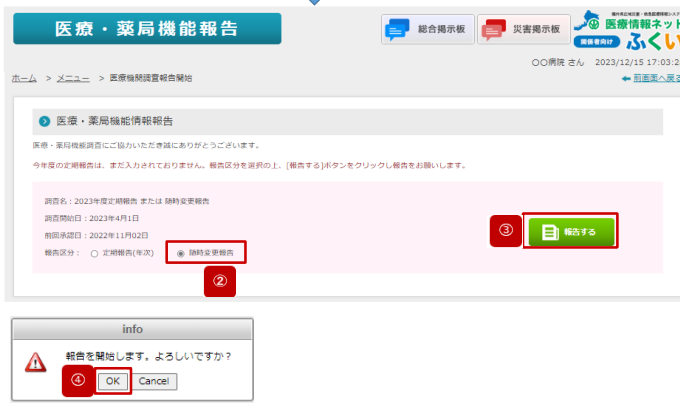 医療・薬局機能報告
総合掲示板
災害掲示板
医療情報ネット
関係者向け
ふくい
○○病院 さん 2023/12/15 17:03:2
ホーム > メニュー > 医療機関調査報告開始
前画面へ戻る
医療・薬局機能情報報告
医療・薬局機能調査にご協力いただき誠にありがとうございます。
今年度の定期報告は、まだ入力されておりません。報告区分を選択の上、[報告する]ボタンをクリックし報告をお願いします。
調査名：2023年度定期報告 または 随時変更報告
調査開始日：2023年4月1日
前回承認日：2022年11月02日
③
報告する
報告区分： 定期報告(年次) 随時変更報告
②
info
報告を開始します。よろしいですか？
④
OK Cancel